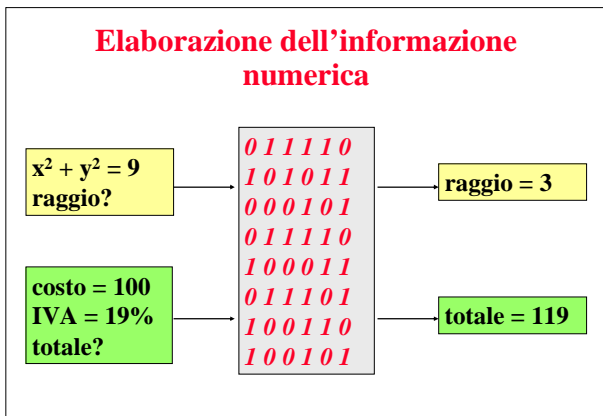 Elaborazione dell'informazione
numerica
x² + y² = 9
raggio?
0 1 1 1 1 0
1 0 1 0 1 1
0 0 0 1 0 1
0 1 1 1 1 0
1 0 0 0 1 1
0 1 1 1 0 1
1 0 0 1 1 0
1 0 0 1 0 1
raggio = 3
costo = 100
IVA = 19%
totale?
totale = 119